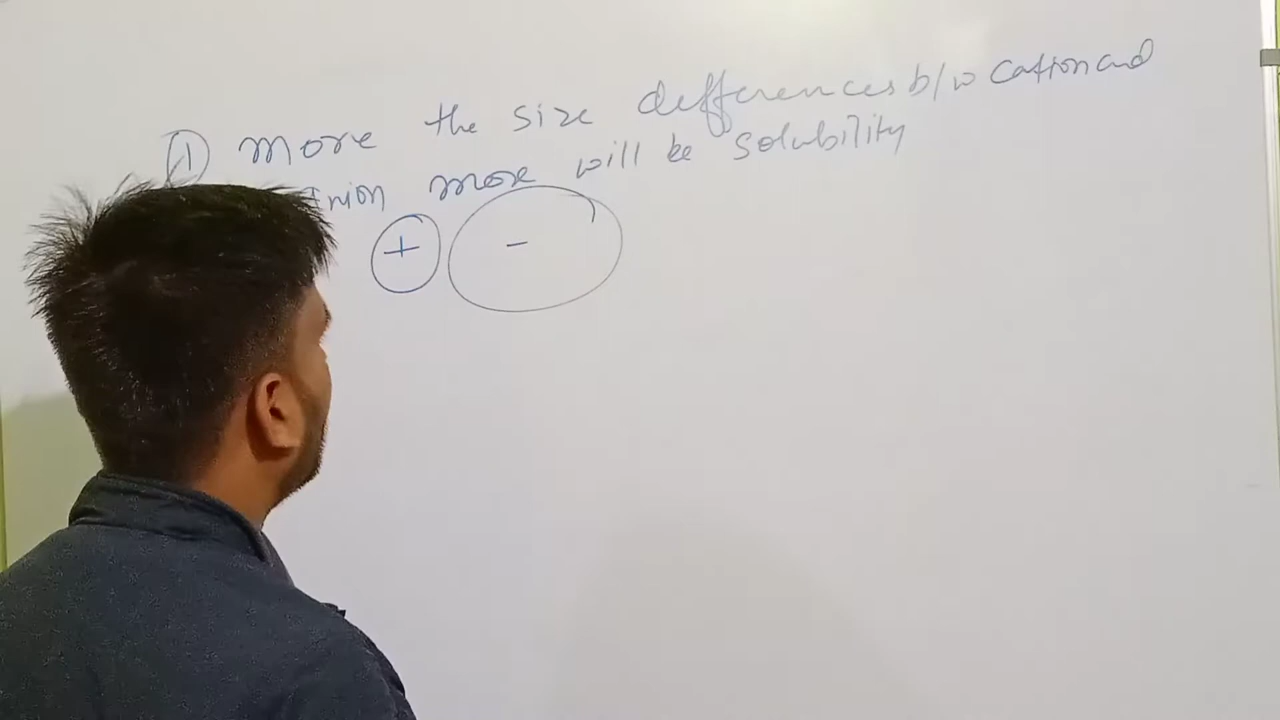 ① more the size differences b/w cation and
Anion more will be solubility
+ -